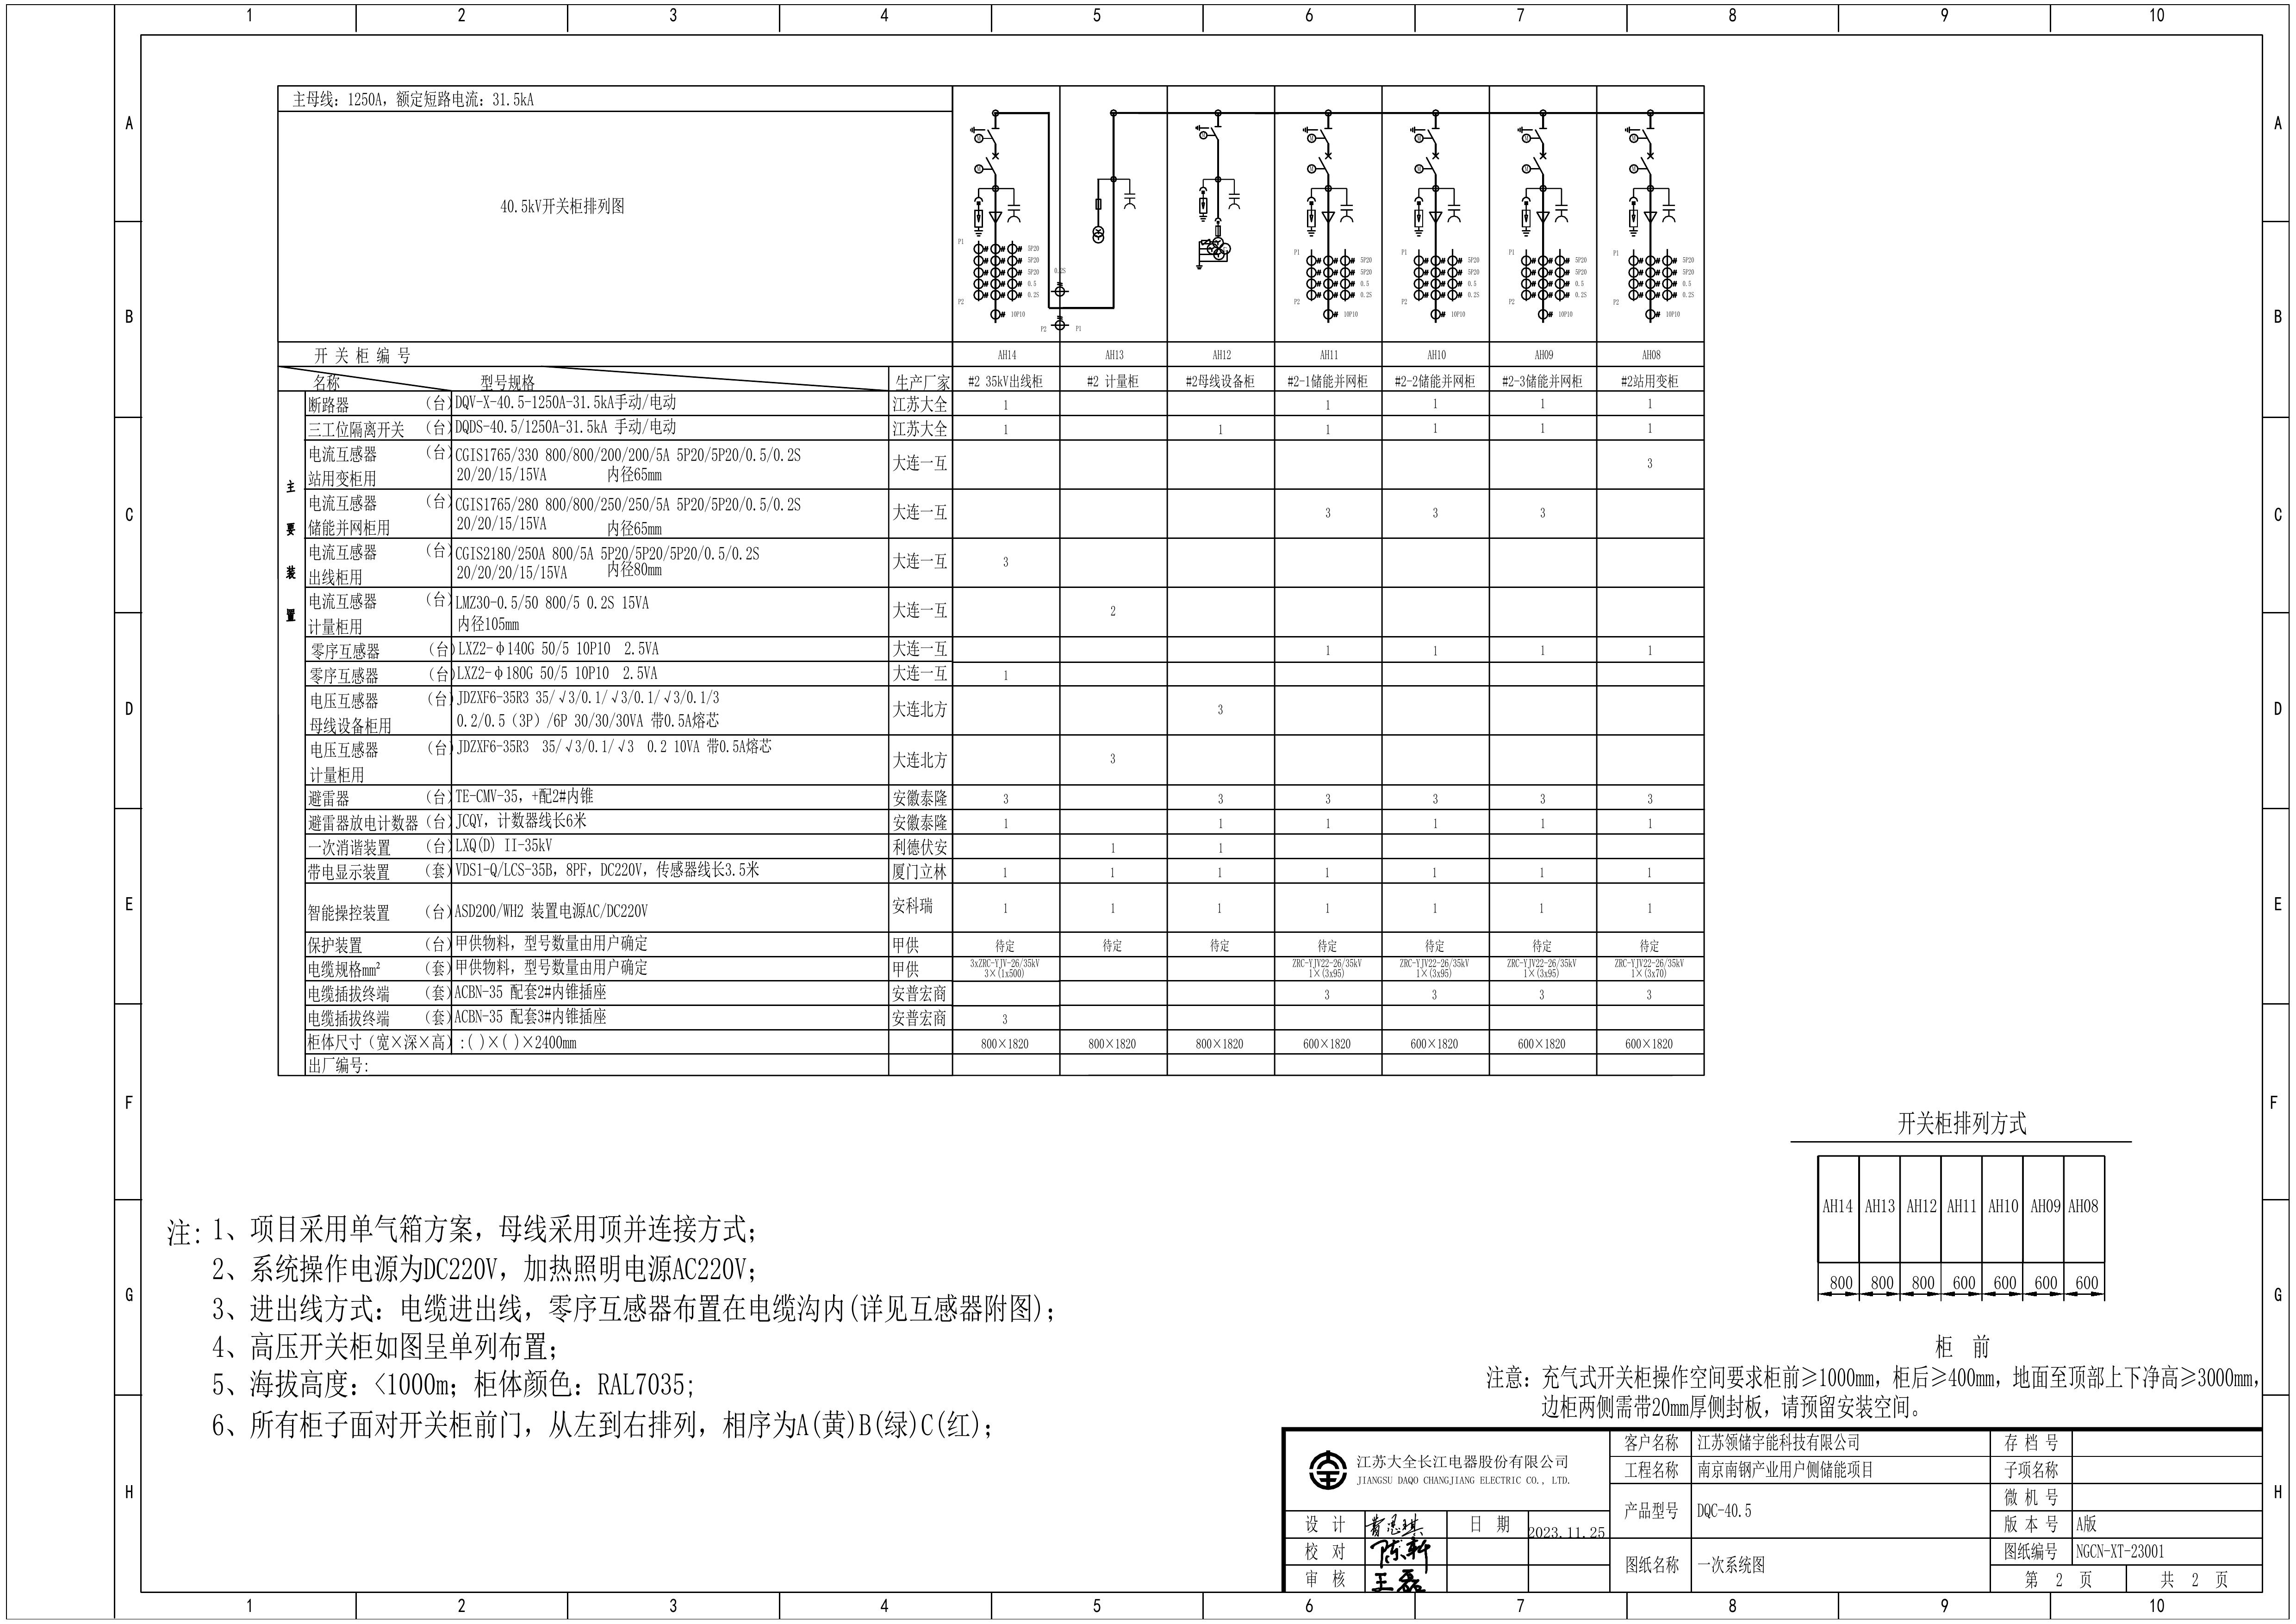 1 2 3 4 5 6 7 8 9 10
A A
B B
C C
D D
E E
F F
G G
H H
主母线：1250A，额定短路电流：31.5kA
40.5kV开关柜排列图
P1 5P20 5P20 5P20 0.5 0.2S P2 10P10
0.2S
P2 P1
P1 5P20 5P20 0.5 0.2S P2 10P10
P1 5P20 5P20 0.5 0.2S P2 10P10
P1 5P20 5P20 0.5 0.2S P2 10P10
P1 5P20 5P20 0.5 0.2S P2 10P10
开 关 柜 编 号 AH14 AH13 AH12 AH11 AH10 AH09 AH08
名称 型号规格 生产厂家 #2 35kV出线柜 #2 计量柜 #2母线设备柜 #2-1储能并网柜 #2-2储能并网柜 #2-3储能并网柜 #2站用变柜
主要装置
断路器 （台） DQV-X-40.5-1250A-31.5kA手动/电动 江苏大全 1 1 1 1 1
三工位隔离开关 （台） DQDS-40.5/1250A-31.5kA 手动/电动 江苏大全 1 1 1 1 1 1
电流互感器 （台） CGIS1765/330 800/800/200/200/5A 5P20/5P20/0.5/0.2S 大连一互 3
站用变柜用 20/20/15/15VA 内径65mm
电流互感器 （台） CGIS1765/280 800/800/250/250/5A 5P20/5P20/0.5/0.2S 大连一互 3 3 3
储能并网柜用 20/20/15/15VA 内径65mm
电流互感器 （台） CGIS2180/250A 800/5A 5P20/5P20/5P20/0.5/0.2S 大连一互 3
出线柜用 20/20/20/15/15VA 内径80mm
电流互感器 （台） LMZ30-0.5/50 800/5 0.2S 15VA 大连一互 2
计量柜用 内径105mm
零序互感器 （台） LXZ2-φ140G 50/5 10P10 2.5VA 大连一互 1 1 1 1
零序互感器 （台） LXZ2-φ180G 50/5 10P10 2.5VA 大连一互 1
电压互感器 （台） JDZXF6-35R3 35/√3/0.1/√3/0.1/√3/0.1/3 大连北方 3
母线设备柜用 0.2/0.5（3P）/6P 30/30/30VA 带0.5A熔芯
电压互感器 （台） JDZXF6-35R3 35/√3/0.1/√3 0.2 10VA 带0.5A熔芯 大连北方 3
计量柜用
避雷器 （台） TE-CMV-35，+配2#内锥 安徽泰隆 3 3 3 3 3 3
避雷器放电计数器（台） JCQY，计数器线长6米 安徽泰隆 1 1 1 1 1 1
一次消谐装置 （台） LXQ(D) II-35kV 利德伏安 1 1
带电显示装置 （套） VDS1-Q/LCS-35B，8PF，DC220V，传感器线长3.5米 厦门立林 1 1 1 1 1 1 1
智能操控装置 （台） ASD200/WH2 装置电源AC/DC220V 安科瑞 1 1 1 1 1 1 1
保护装置 （台） 甲供物料，型号数量由用户确定 甲供 待定 待定 待定 待定 待定 待定 待定
电缆规格mm² （套） 甲供物料，型号数量由用户确定 甲供 3xZRC-YJV-26/35kV ZRC-YJV22-26/35kV ZRC-YJV22-26/35kV ZRC-YJV22-26/35kV ZRC-YJV22-26/35kV
3×(1x500) 1×(3x95) 1×(3x95) 1×(3x95) 1×(3x70)
电缆插拔终端 （套） ACBN-35 配套2#内锥插座 安普宏商 3 3 3 3
电缆插拔终端 （套） ACBN-35 配套3#内锥插座 安普宏商 3
柜体尺寸（宽×深×高）:( )×( )×2400mm 800×1820 800×1820 800×1820 600×1820 600×1820 600×1820 600×1820
出厂编号:
开关柜排列方式
AH14 AH13 AH12 AH11 AH10 AH09 AH08
800 800 800 600 600 600 600
柜 前
注: 1、项目采用单气箱方案，母线采用顶并连接方式；
2、系统操作电源为DC220V，加热照明电源AC220V；
3、进出线方式：电缆进出线，零序互感器布置在电缆沟内(详见互感器附图)；
4、高压开关柜如图呈单列布置；
5、海拔高度：<1000m；柜体颜色：RAL7035；
6、所有柜子面对开关柜前门，从左到右排列，相序为A(黄)B(绿)C(红)；
注意：充气式开关柜操作空间要求柜前≥1000mm，柜后≥400mm，地面至顶部上下净高≥3000mm，
边柜两侧需带20mm厚侧封板，请预留安装空间。
江苏大全长江电器股份有限公司
JIANGSU DAQO CHANGJIANG ELECTRIC CO., LTD.
客户名称 江苏领储宇能科技有限公司 存 档 号
工程名称 南京南钢产业用户侧储能项目 子项名称
产品型号 DQC-40.5 微 机 号
设 计 日 期 2023.11.25 版 本 号 A版
校 对 陈新 图纸名称 一次系统图 图纸编号 NGCN-XT-23001
审 核 王磊 第 2 页 共 2 页
1 2 3 4 5 6 7 8 9 10